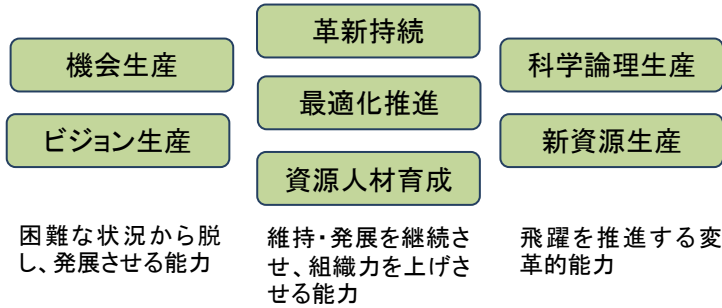 機会生産
ビジョン生産
困難な状況から脱
し、発展させる能力
革新持続
最適化推進
資源人材育成
維持・発展を継続さ
せ、組織力を上げさ
せる能力
科学論理生産
新資源生産
飛躍を推進する変
革的能力